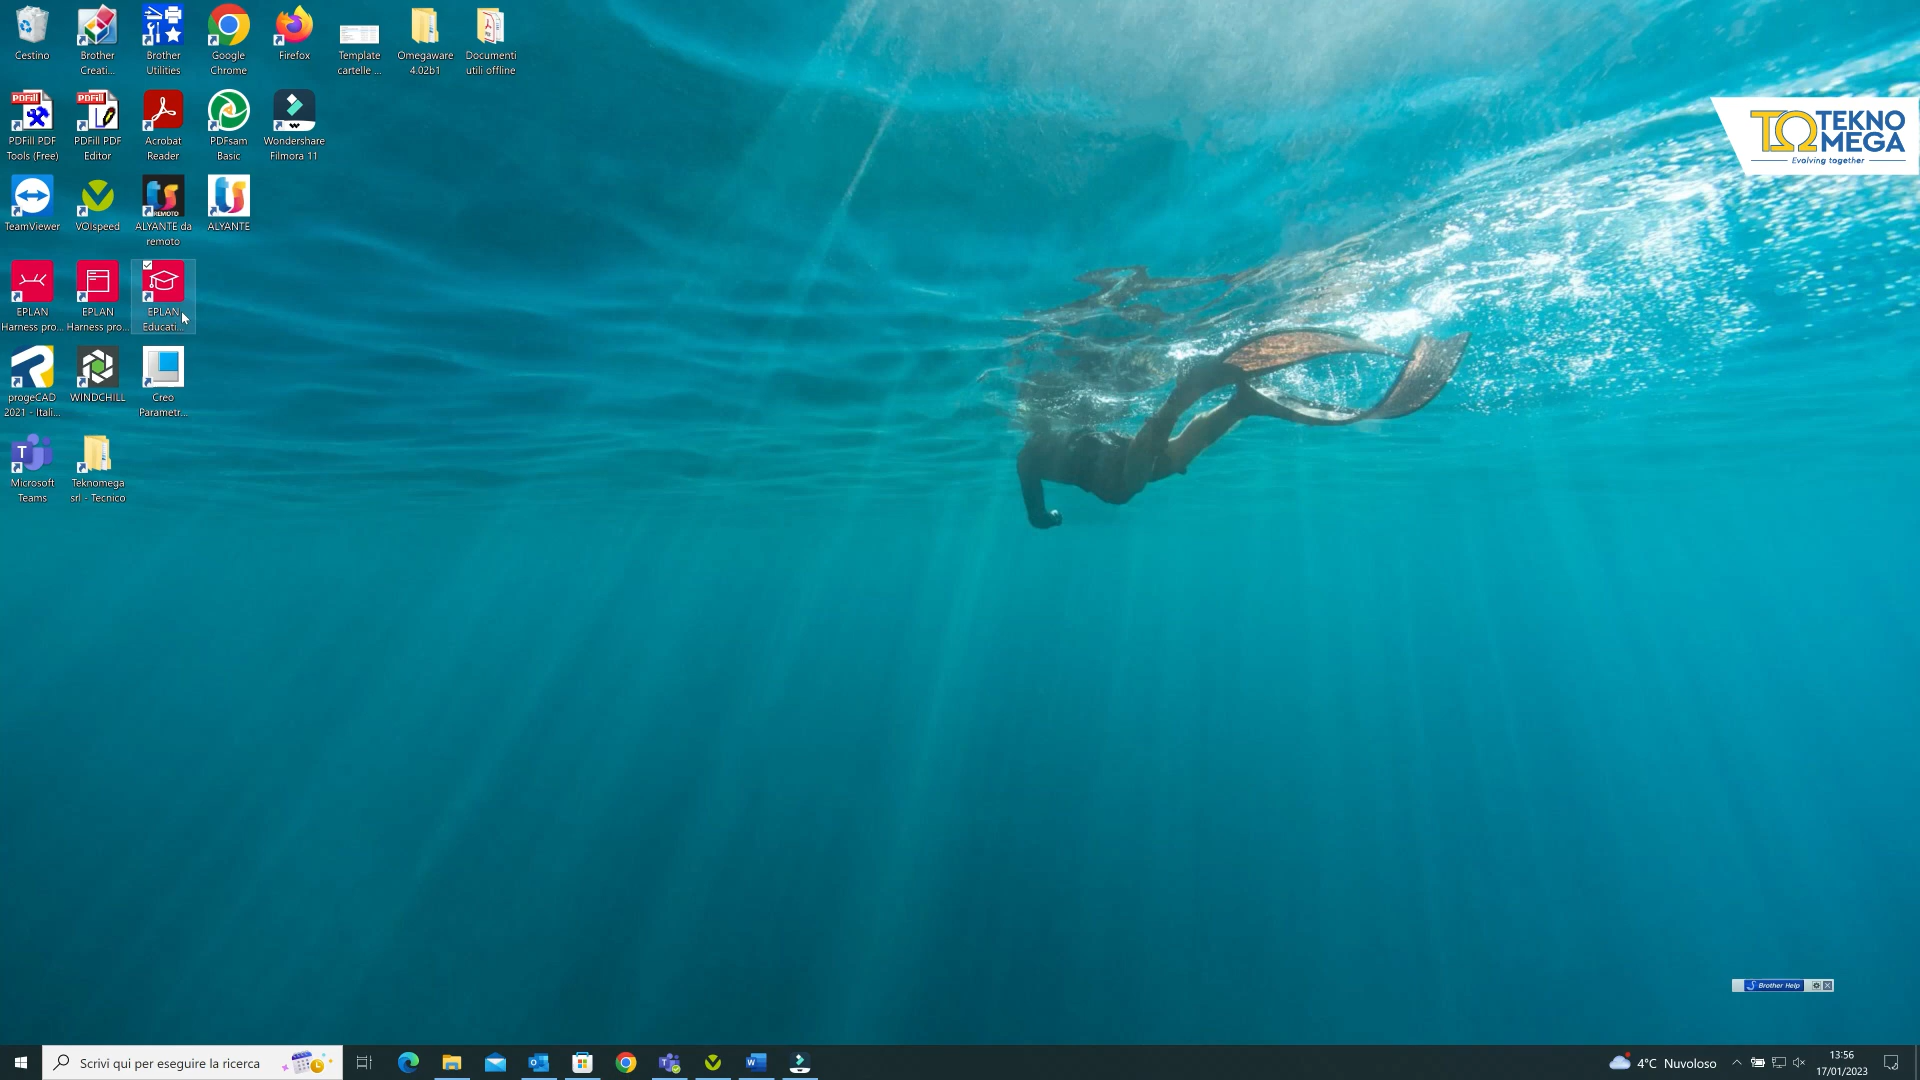 Cestino
Brother
Creati...
Brother
Utilities
Google
Chrome
Firefox
Template
cartelle ...
Omegaware
4.02b1
Documenti
utili offline
PDFill
PDFill PDF
Tools (Free)
PDFill
PDFill PDF
Editor
Acrobat
Reader
PDFsam
Basic
Wondershare
Filmora 11
TEKNO
MEGA
Evolving together
TeamViewer
VOIspeed
REMOTO
ALYANTE da
remoto
ALYANTE
EPLAN
Harness pro...
EPLAN
Harness pro...
EPLAN
Educati...
progeCAD
2021 - Itali...
WINDCHILL
Creo
Parametr...
Microsoft
Teams
Teknomega
srl - Tecnico
Brother Help
Scrivi qui per eseguire la ricerca
4°C Nuvoloso
13:56
17/01/2023